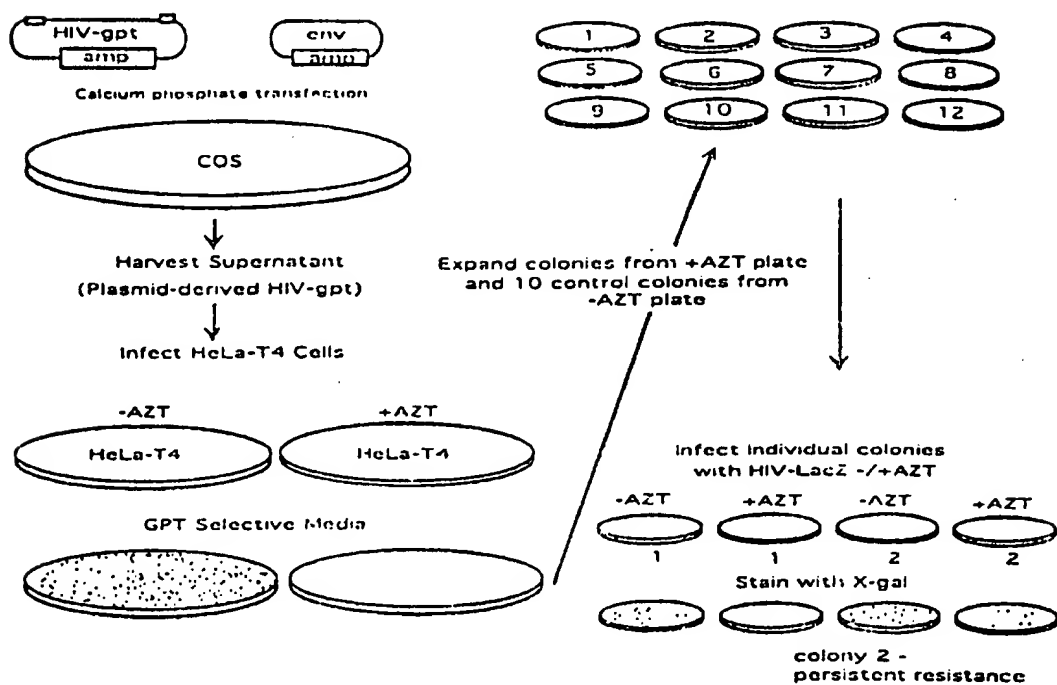 HIV-gpt
amp
env
amp
Calcium phosphate transfection
COS
Harvest Supernatant
(Plasmid-derived HIV-gpt)
Infect HeLa-T4 Cells
-AZT
+AZT
HeLa-T4
HeLa-T4
GPT Selective Media
1
2
3
4
5
6
7
8
9
10
11
12
Expand colonies from +AZT plate
and 10 control colonies from
-AZT plate
Infect Individual colonies
with HIV-LacZ -/+AZT
-AZT
+AZT
-AZT
+AZT
1
1
2
2
Stain with X-gal
colony 2 -
persistent resistance